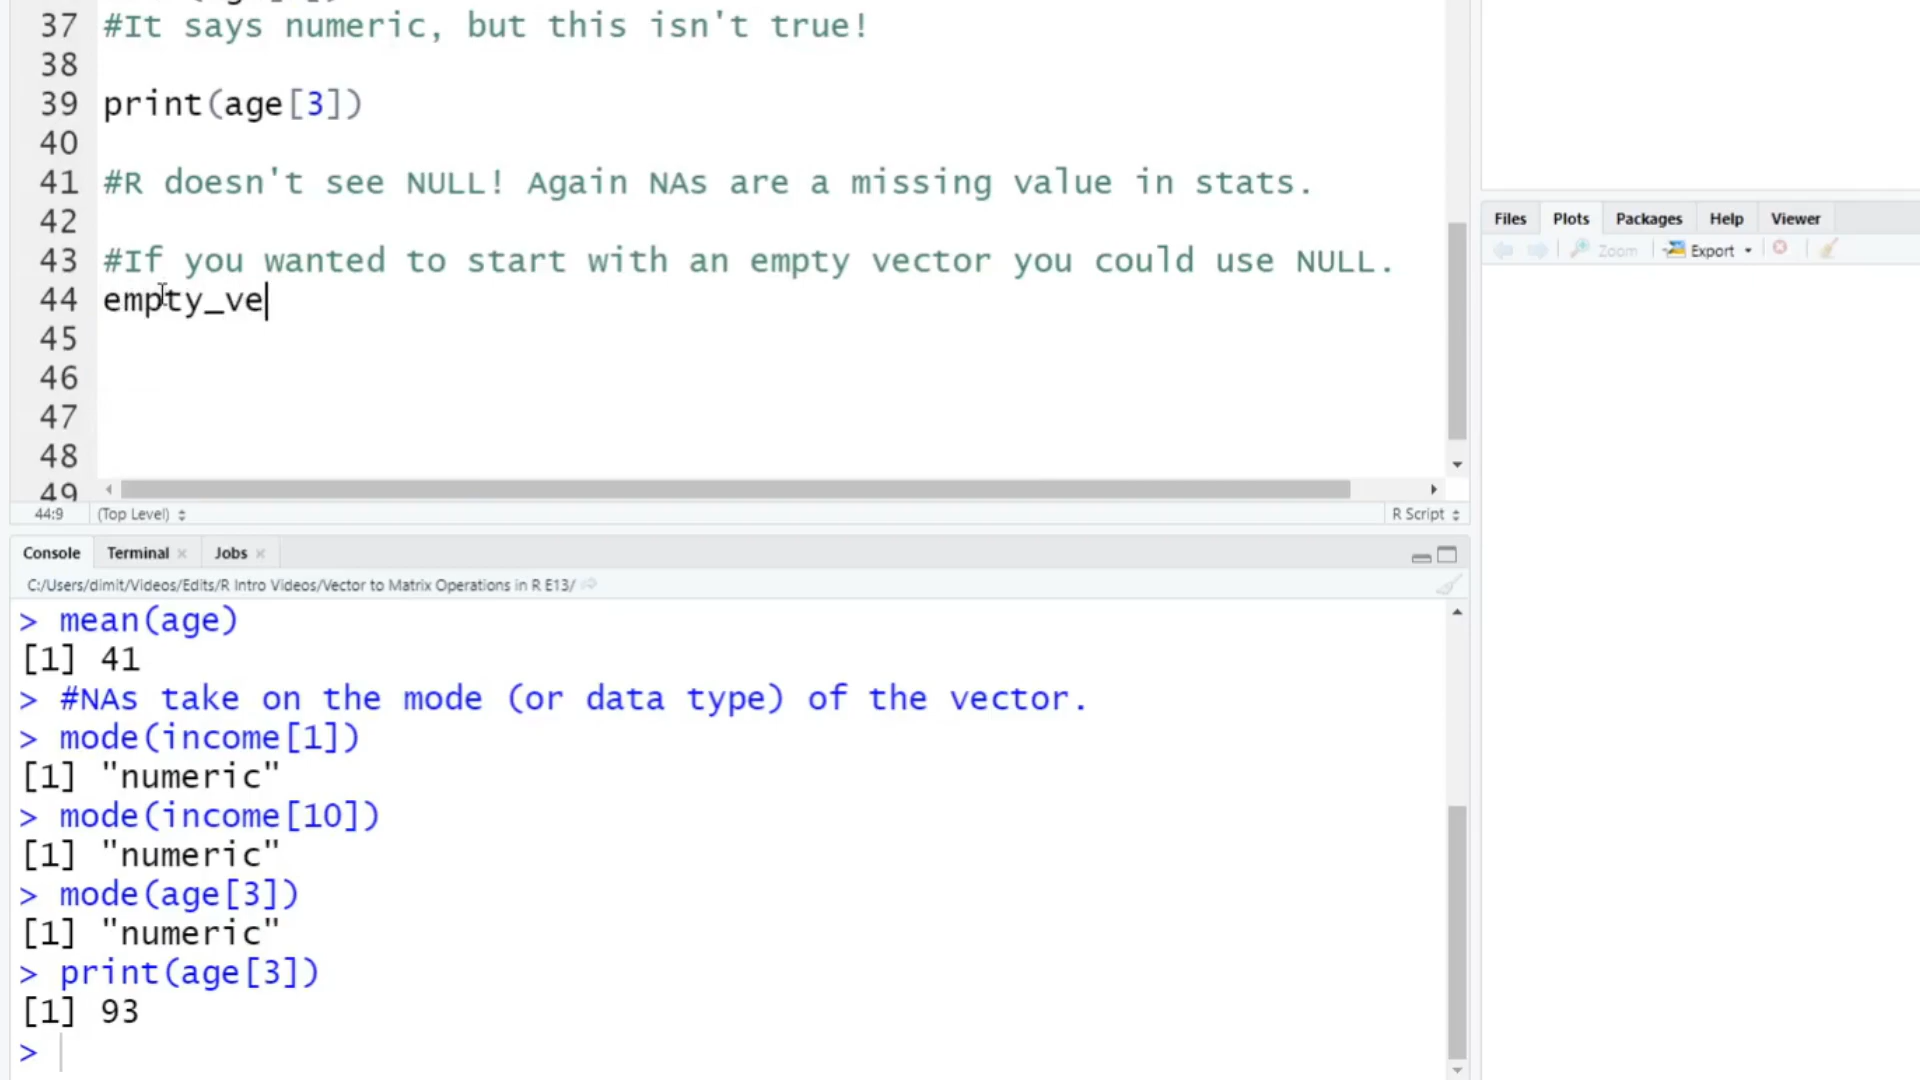 37 #It says numeric, but this isn't true!
38
39 print(age[3])
40
41 #R doesn't see NULL! Again NAs are a missing value in stats.
42
43 #If you wanted to start with an empty vector you could use NULL.
44 empty_ve
45
46
47
48
49
44:9 (Top Level) R Script
Files Plots Packages Help Viewer
Zoom Export
Console Terminal Jobs
C:/Users/dimit/Videos/Edits/R Intro Videos/Vector to Matrix Operations in R E13/
> mean(age)
[1] 41
> #NAs take on the mode (or data type) of the vector.
> mode(income[1])
[1] "numeric"
> mode(income[10])
[1] "numeric"
> mode(age[3])
[1] "numeric"
> print(age[3])
[1] 93
>